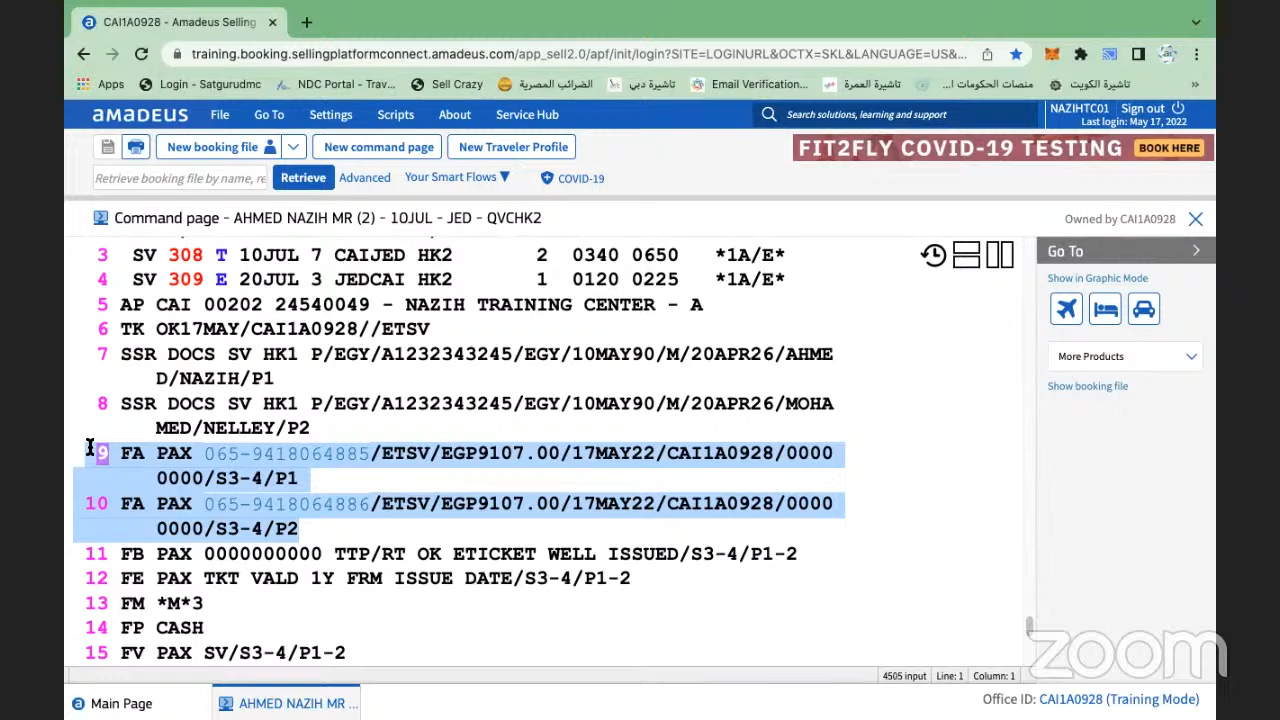 CAI1A0928 - Amadeus Selling
training.booking.sellingplatformconnect.amadeus.com/app_sell2.0/apf/init/login?SITE=LOGINURL&OCTX=SKL&LANGUAGE=US&...
Apps Login - Satgurudmc NDC Portal - Trav... Sell Crazy الضرائب المصرية تاشيرة دبي Email Verification... تاشيرة العمرة منصات الحكومات ا... تاشيرة الكويت »
amadeus File Go To Settings Scripts About Service Hub Search solutions, learning and support NAZIHTC01 Sign out
Last login: May 17, 2022
New booking file New command page New Traveler Profile FIT2FLY COVID-19 TESTING BOOK HERE
Retrieve booking file by name, re Retrieve Advanced Your Smart Flows COVID-19
Command page - AHMED NAZIH MR (2) - 10JUL - JED - QVCHK2 Owned by CAI1A0928
3 SV 308 T 10JUL 7 CAIJED HK2 2 0340 0650 *1A/E*
4 SV 309 E 20JUL 3 JEDCAI HK2 1 0120 0225 *1A/E*
5 AP CAI 00202 24540049 - NAZIH TRAINING CENTER - A
6 TK OK17MAY/CAI1A0928//ETSV
7 SSR DOCS SV HK1 P/EGY/A1232343245/EGY/10MAY90/M/20APR26/AHME
D/NAZIH/P1
8 SSR DOCS SV HK1 P/EGY/A1232343245/EGY/10MAY90/M/20APR26/MOHA
MED/NELLEY/P2
9 FA PAX 065-9418064885/ETSV/EGP9107.00/17MAY22/CAI1A0928/0000
0000/S3-4/P1
10 FA PAX 065-9418064886/ETSV/EGP9107.00/17MAY22/CAI1A0928/0000
0000/S3-4/P2
11 FB PAX 0000000000 TTP/RT OK ETICKET WELL ISSUED/S3-4/P1-2
12 FE PAX TKT VALD 1Y FRM ISSUE DATE/S3-4/P1-2
13 FM *M*3
14 FP CASH
15 FV PAX SV/S3-4/P1-2
Go To
Show in Graphic Mode
More Products
Show booking file
zoom
4505 input Line: 1 Column: 1
Main Page AHMED NAZIH MR ... Office ID: CAI1A0928 (Training Mode)